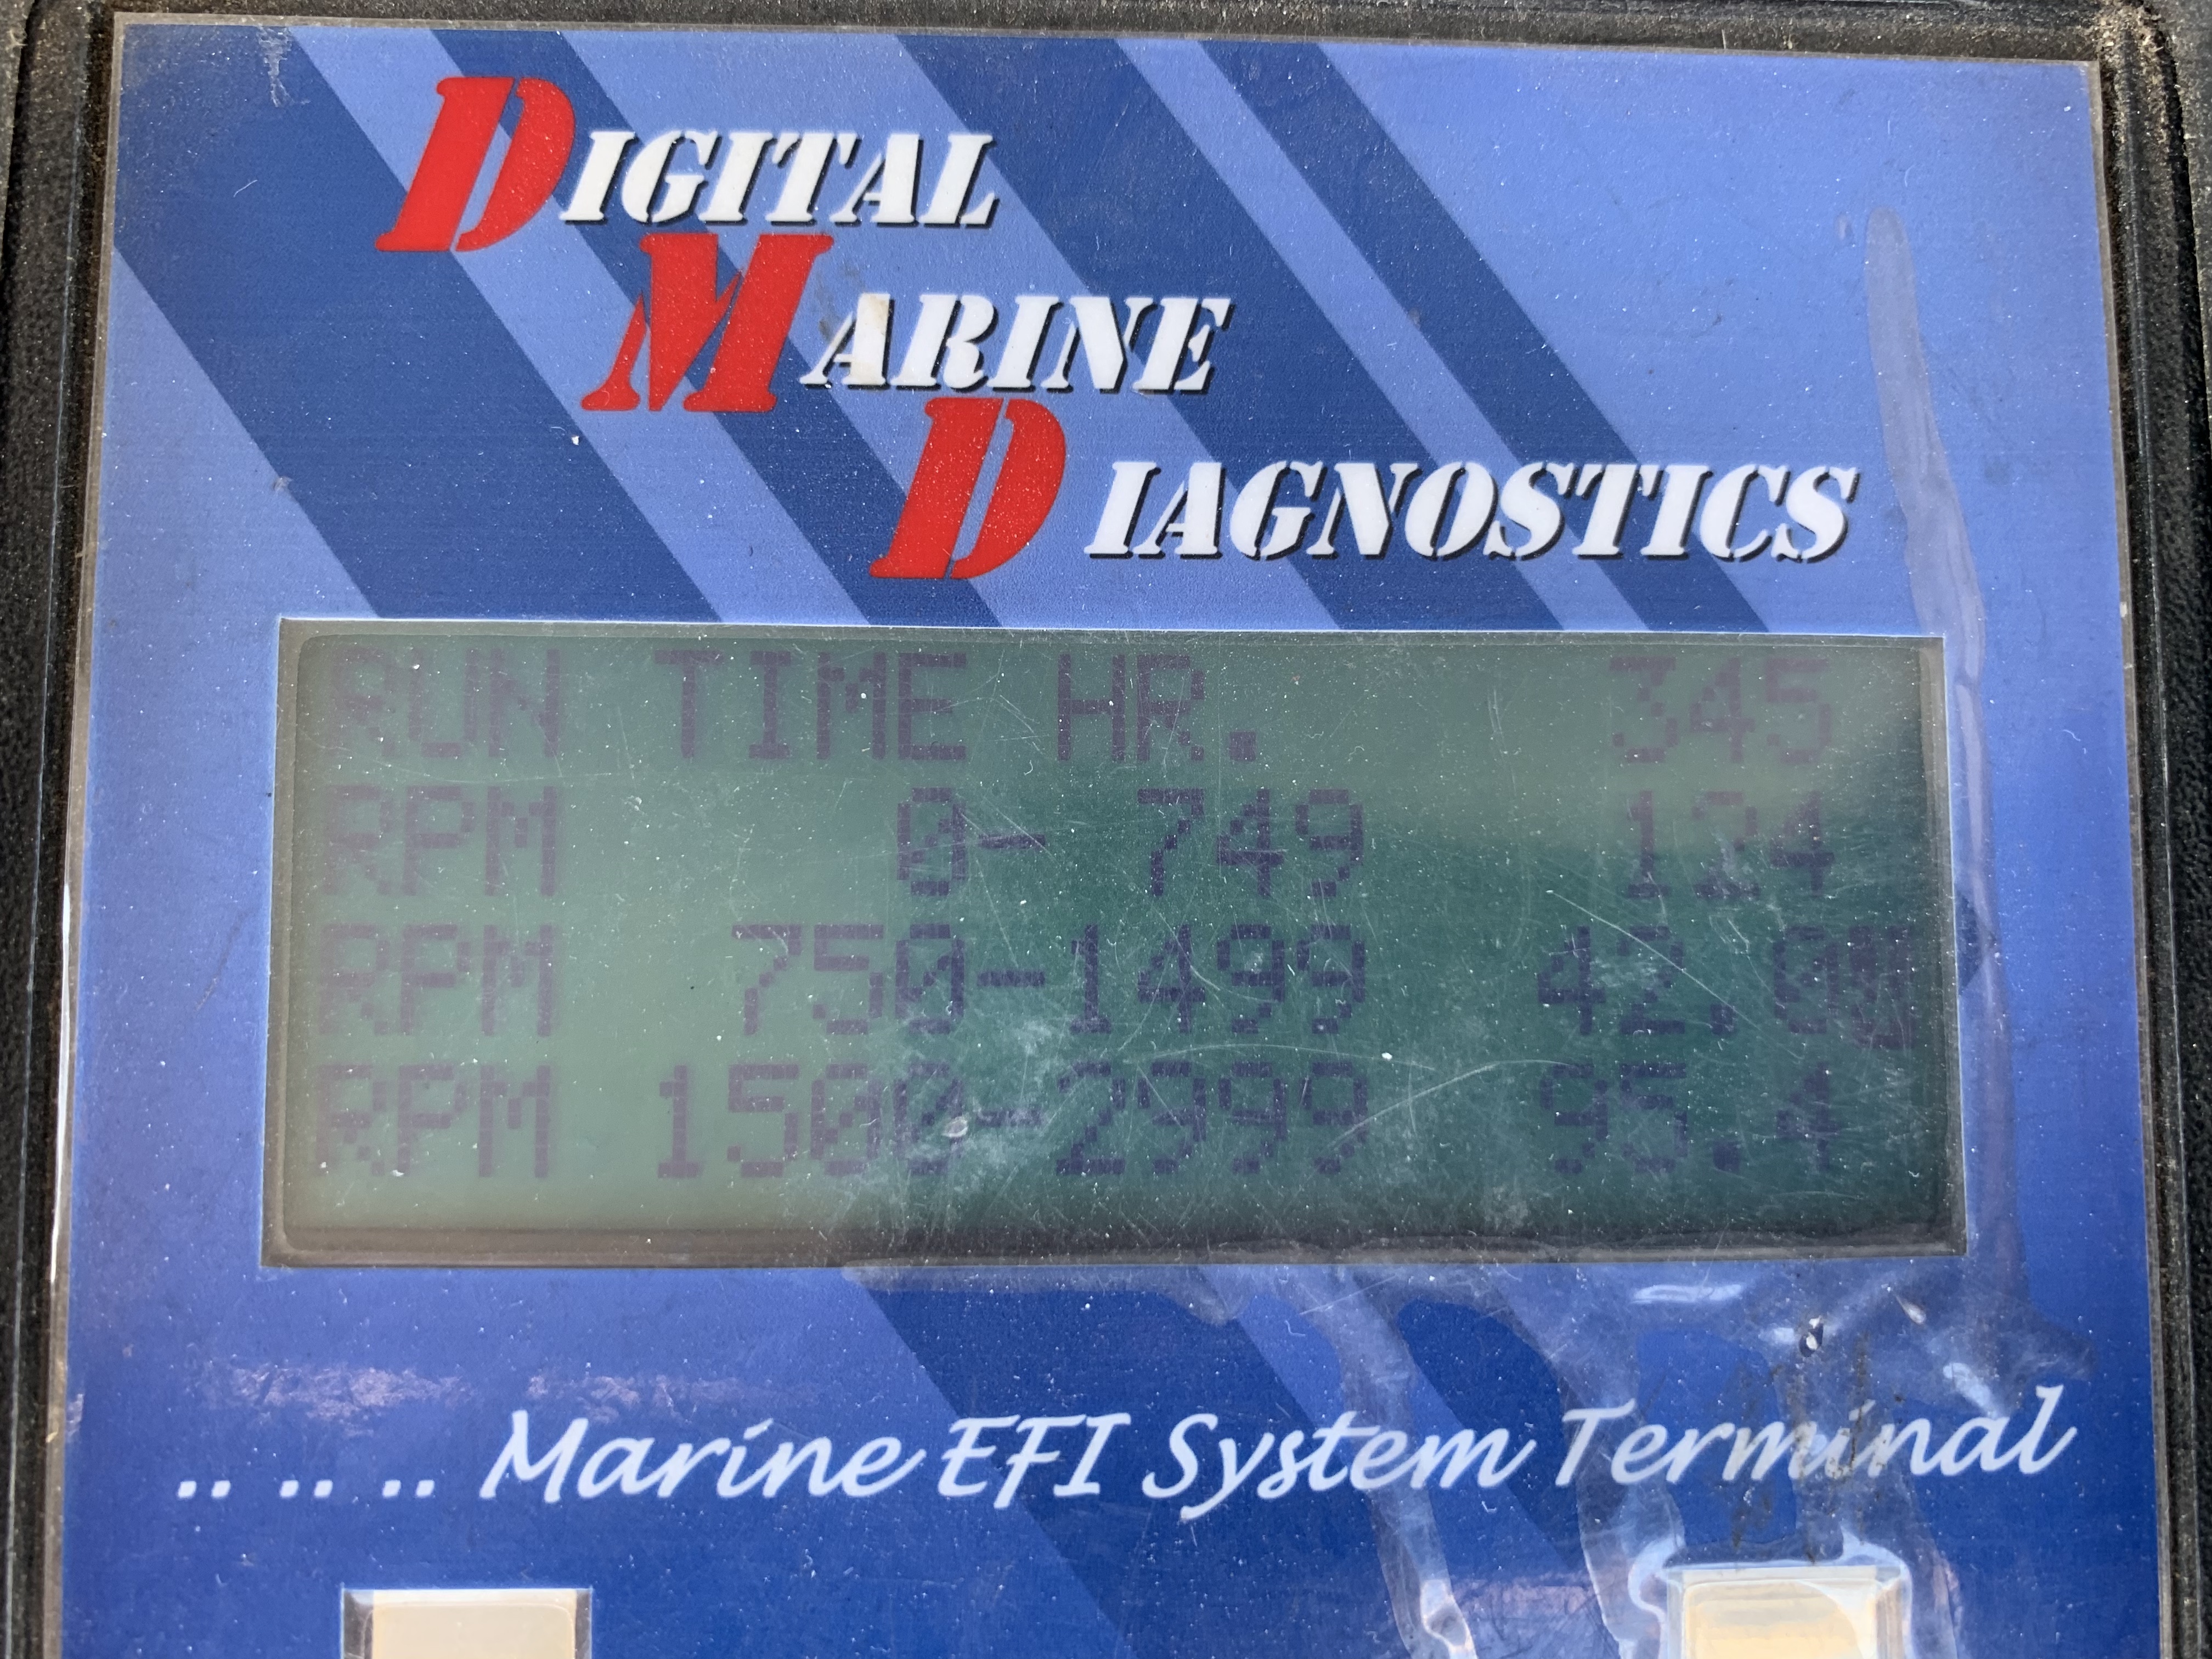 DIGITAL
MARINE
DIAGNOSTICS
RUN TIME HR. 345
RPM 0- 749 124
RPM 750-1499 42.0
RPM 1500-2999 95.4
.. .. .. Marine EFI System Terminal